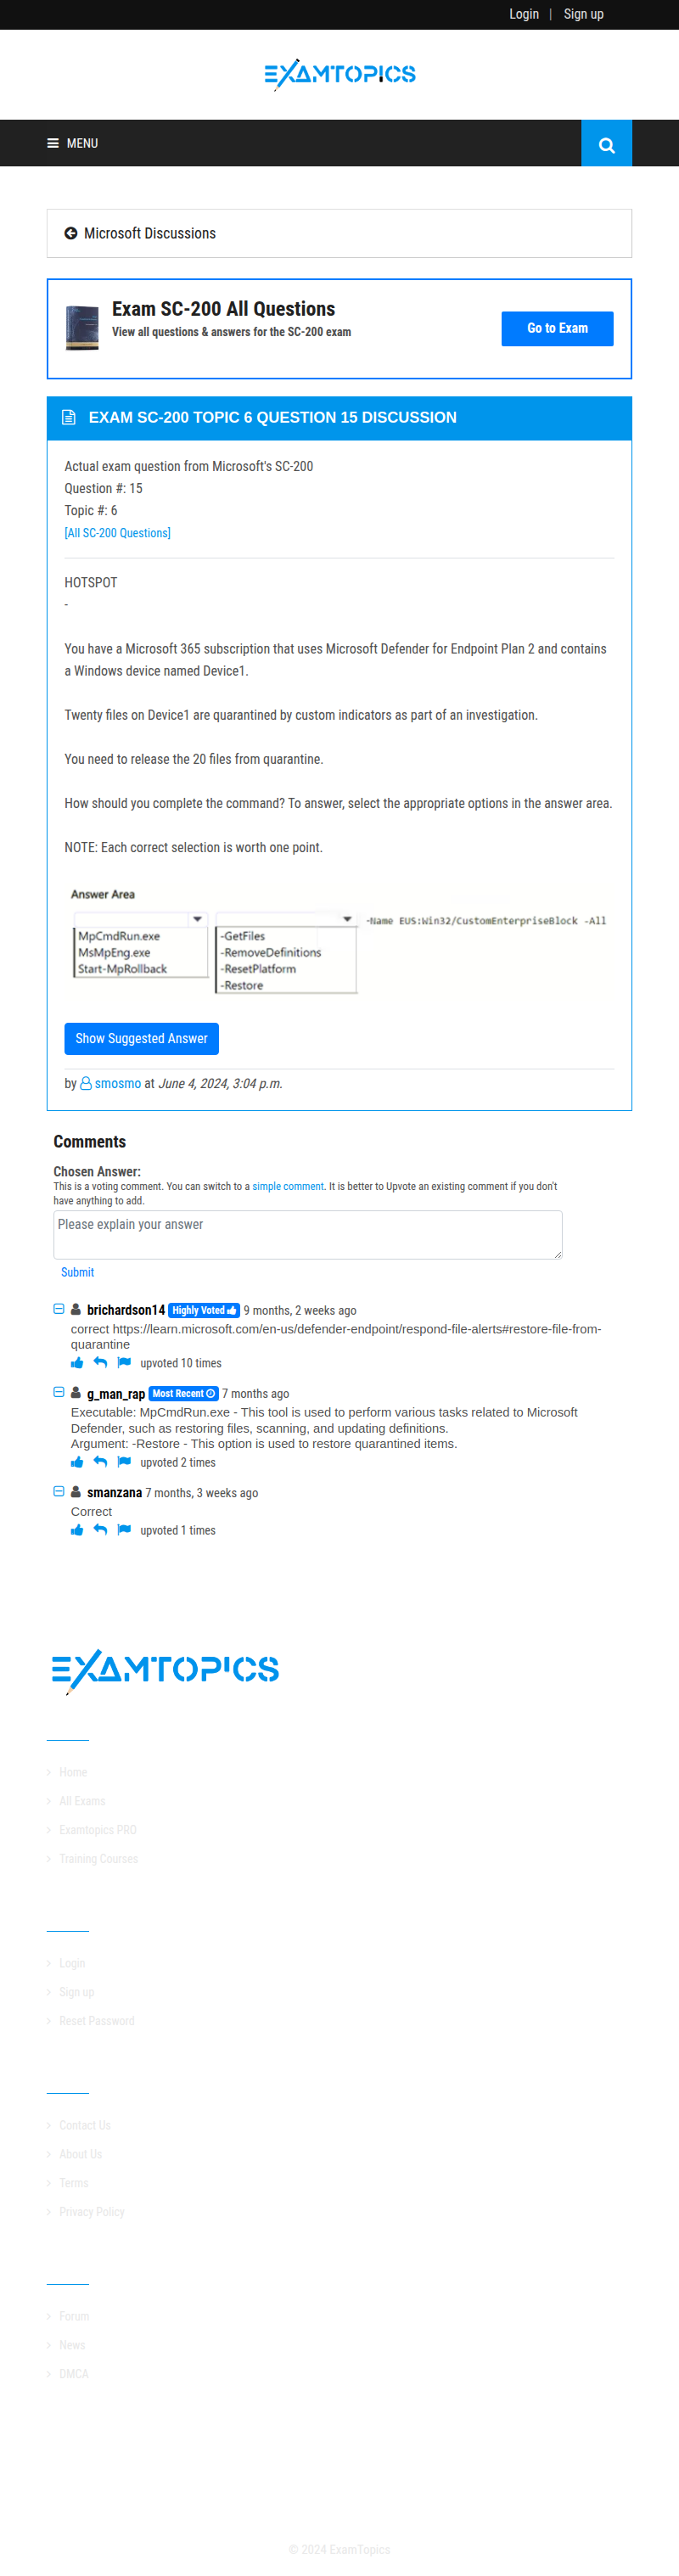 Login | Sign up
EXAMTOPICS
MENU
Microsoft Discussions
Exam SC-200 All Questions
View all questions & answers for the SC-200 exam
Go to Exam
EXAM SC-200 TOPIC 6 QUESTION 15 DISCUSSION
Actual exam question from Microsoft's SC-200
Question #: 15
Topic #: 6
[All SC-200 Questions]
HOTSPOT
-
You have a Microsoft 365 subscription that uses Microsoft Defender for Endpoint Plan 2 and contains
a Windows device named Device1.
Twenty files on Device1 are quarantined by custom indicators as part of an investigation.
You need to release the 20 files from quarantine.
How should you complete the command? To answer, select the appropriate options in the answer area.
NOTE: Each correct selection is worth one point.
Answer Area
-Name EUS:Win32/CustomEnterpriseBlock -All
MpCmdRun.exe
MsMpEng.exe
Start-MpRollback
-GetFiles
-RemoveDefinitions
-ResetPlatform
-Restore
Show Suggested Answer
by smosmo at June 4, 2024, 3:04 p.m.
Comments
Chosen Answer:
This is a voting comment. You can switch to a simple comment. It is better to Upvote an existing comment if you don't
have anything to add.
Please explain your answer
Submit
brichardson14 Highly Voted 9 months, 2 weeks ago
correct https://learn.microsoft.com/en-us/defender-endpoint/respond-file-alerts#restore-file-from-
quarantine
upvoted 10 times
g_man_rap Most Recent 7 months ago
Executable: MpCmdRun.exe - This tool is used to perform various tasks related to Microsoft
Defender, such as restoring files, scanning, and updating definitions.
Argument: -Restore - This option is used to restore quarantined items.
upvoted 2 times
smanzana 7 months, 3 weeks ago
Correct
upvoted 1 times
EXAMTOPICS
Home
All Exams
Examtopics PRO
Training Courses
Login
Sign up
Reset Password
Contact Us
About Us
Terms
Privacy Policy
Forum
News
DMCA
© 2024 ExamTopics